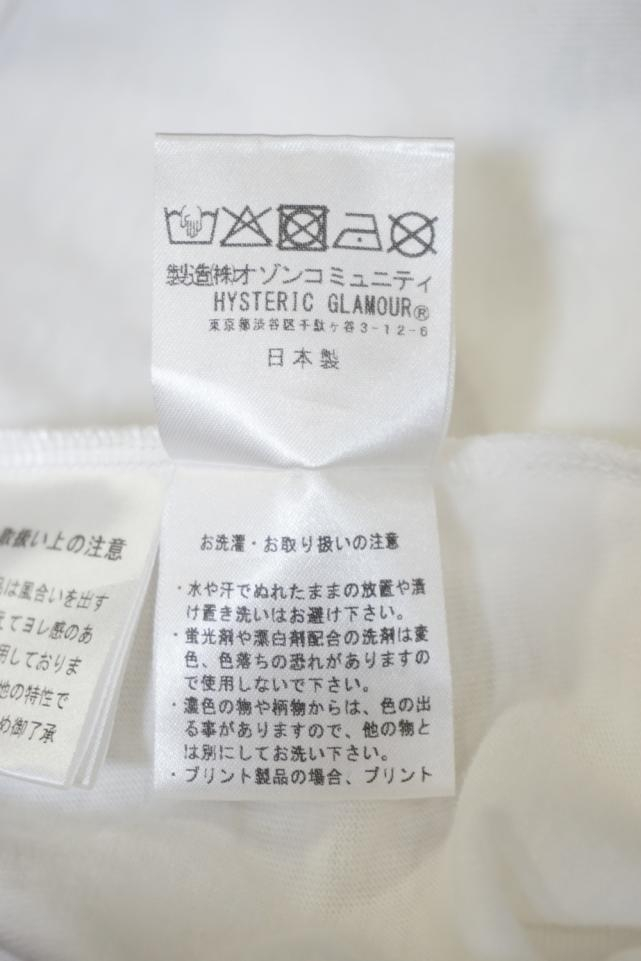 製造㈱オゾンコミュニティ
HYSTERIC GLAMOUR®
東京都渋谷区千駄ヶ谷3-12-6
日本製
お洗濯・お取り扱いの注意
・水や汗でぬれたままの放置や漬
け置き洗いはお避け下さい。
・蛍光剤や漂白剤配合の洗剤は変
色、色落ちの恐れがありますの
で使用しないで下さい。
・濃色の物や柄物からは、色の出
る事がありますので、他の物と
は別にしてお洗い下さい。
・プリント製品の場合、プリント
取扱い上の注意
は風合いを出す
えてヨレ感のあ
用しておりま
他の特性で
め御了承